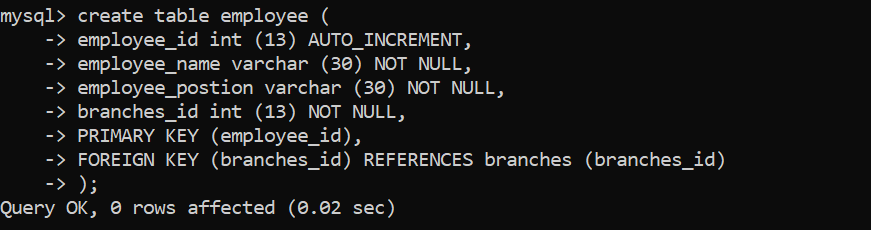 mysql> create table employee (
    -> employee_id int (13) AUTO_INCREMENT,
    -> employee_name varchar (30) NOT NULL,
    -> employee_postion varchar (30) NOT NULL,
    -> branches_id int (13) NOT NULL,
    -> PRIMARY KEY (employee_id),
    -> FOREIGN KEY (branches_id) REFERENCES branches (branches_id)
    -> );
Query OK, 0 rows affected (0.02 sec)